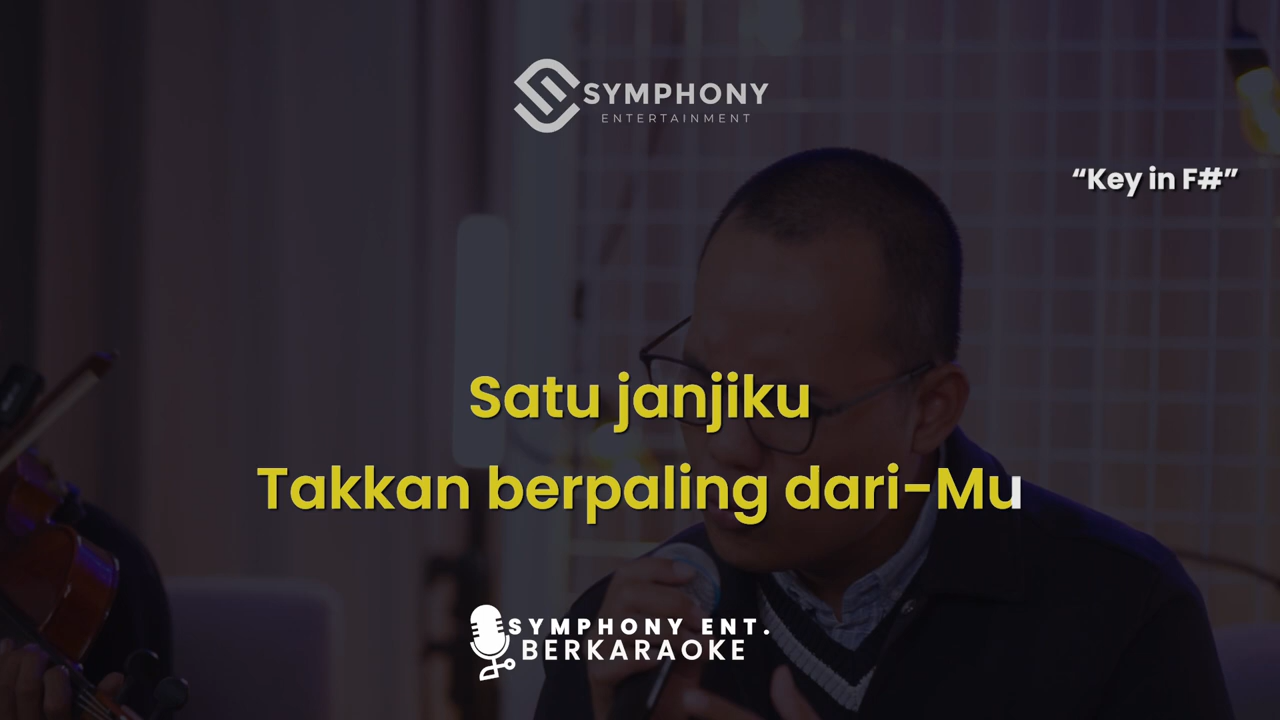 SYMPHONY
ENTERTAINMENT
“Key in F#”
Satu janjiku
Takkan berpaling dari-Mu
SYMPHONY ENT.
BERKARAOKE